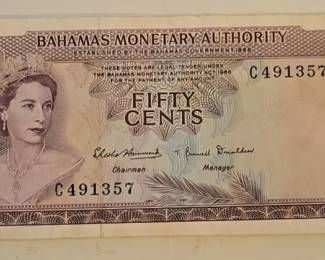 BAHAMAS MONETARY AUTHORITY
ESTABLISHED BY THE BAHAMAS GOVERNMENT 1968
THESE NOTES ARE LEGAL TENDER UNDER
THE BAHAMAS MONETARY AUTHORITY ACT 1968
FOR THE PAYMENT OF ANY AMOUNT
C491357
FIFTY
CENTS
Chairman Manager
C491357